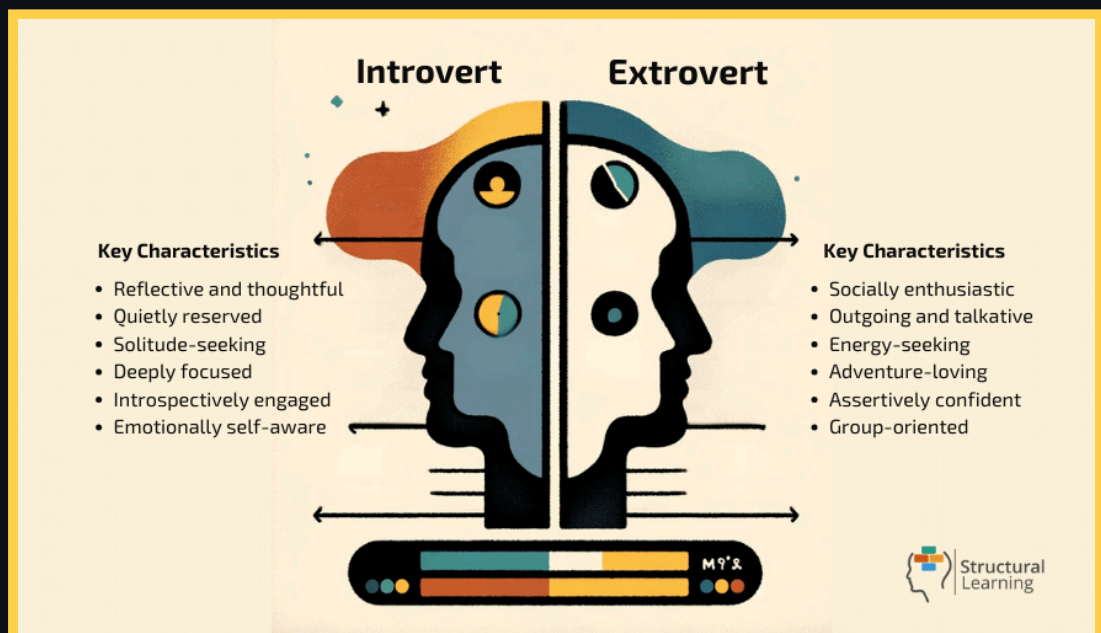 Introvert
Extrovert
Key Characteristics
• Reflective and thoughtful
• Quietly reserved
• Solitude-seeking
• Deeply focused
• Introspectively engaged
• Emotionally self-aware
Key Characteristics
• Socially enthusiastic
• Outgoing and talkative
• Energy-seeking
• Adventure-loving
• Assertively confident
• Group-oriented
Structural
Learning